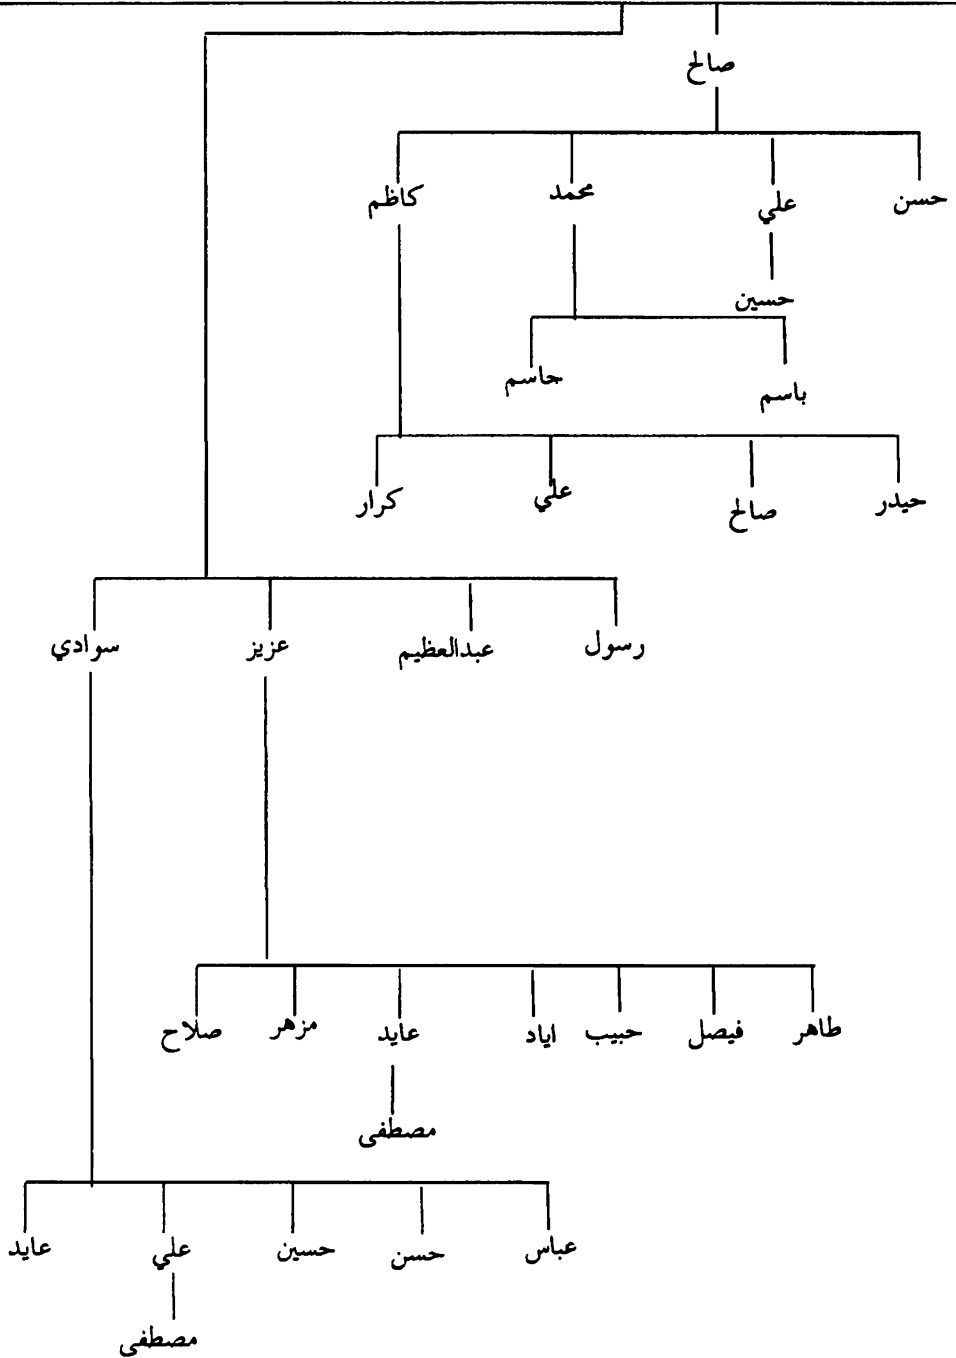 صالح
حسن علي محمد كاظم
حسين
باسم حاسم
حيدر صالح علي كرار
رسول عبدالعظيم عزيز سوادي
طاهر فيصل حبيب اياد عايد مزهر صلاح
مصطفى
عباس حسن حسين علي عايد
مصطفى